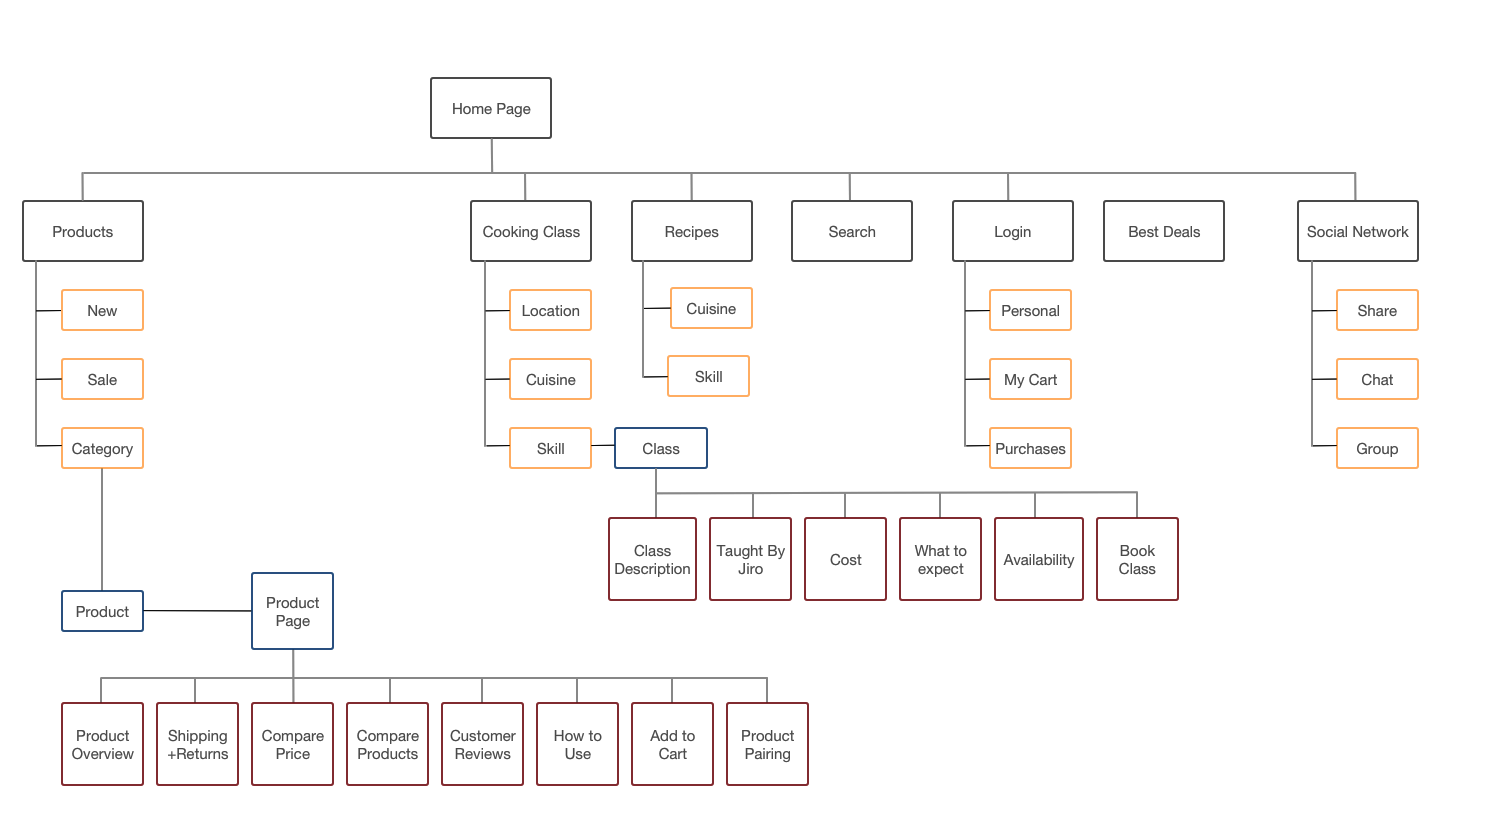 Home Page
Products
Cooking Class
Recipes
Search
Login
Best Deals
Social Network
New
Location
Cuisine
Personal
Share
Sale
Cuisine
Skill
My Cart
Chat
Category
Skill
Class
Purchases
Group
Class
Description
Taught By
Jiro
Cost
What to
expect
Availability
Book
Class
Product
Product
Page
Product
Overview
Shipping
+Returns
Compare
Price
Compare
Products
Customer
Reviews
How to
Use
Add to
Cart
Product
Pairing